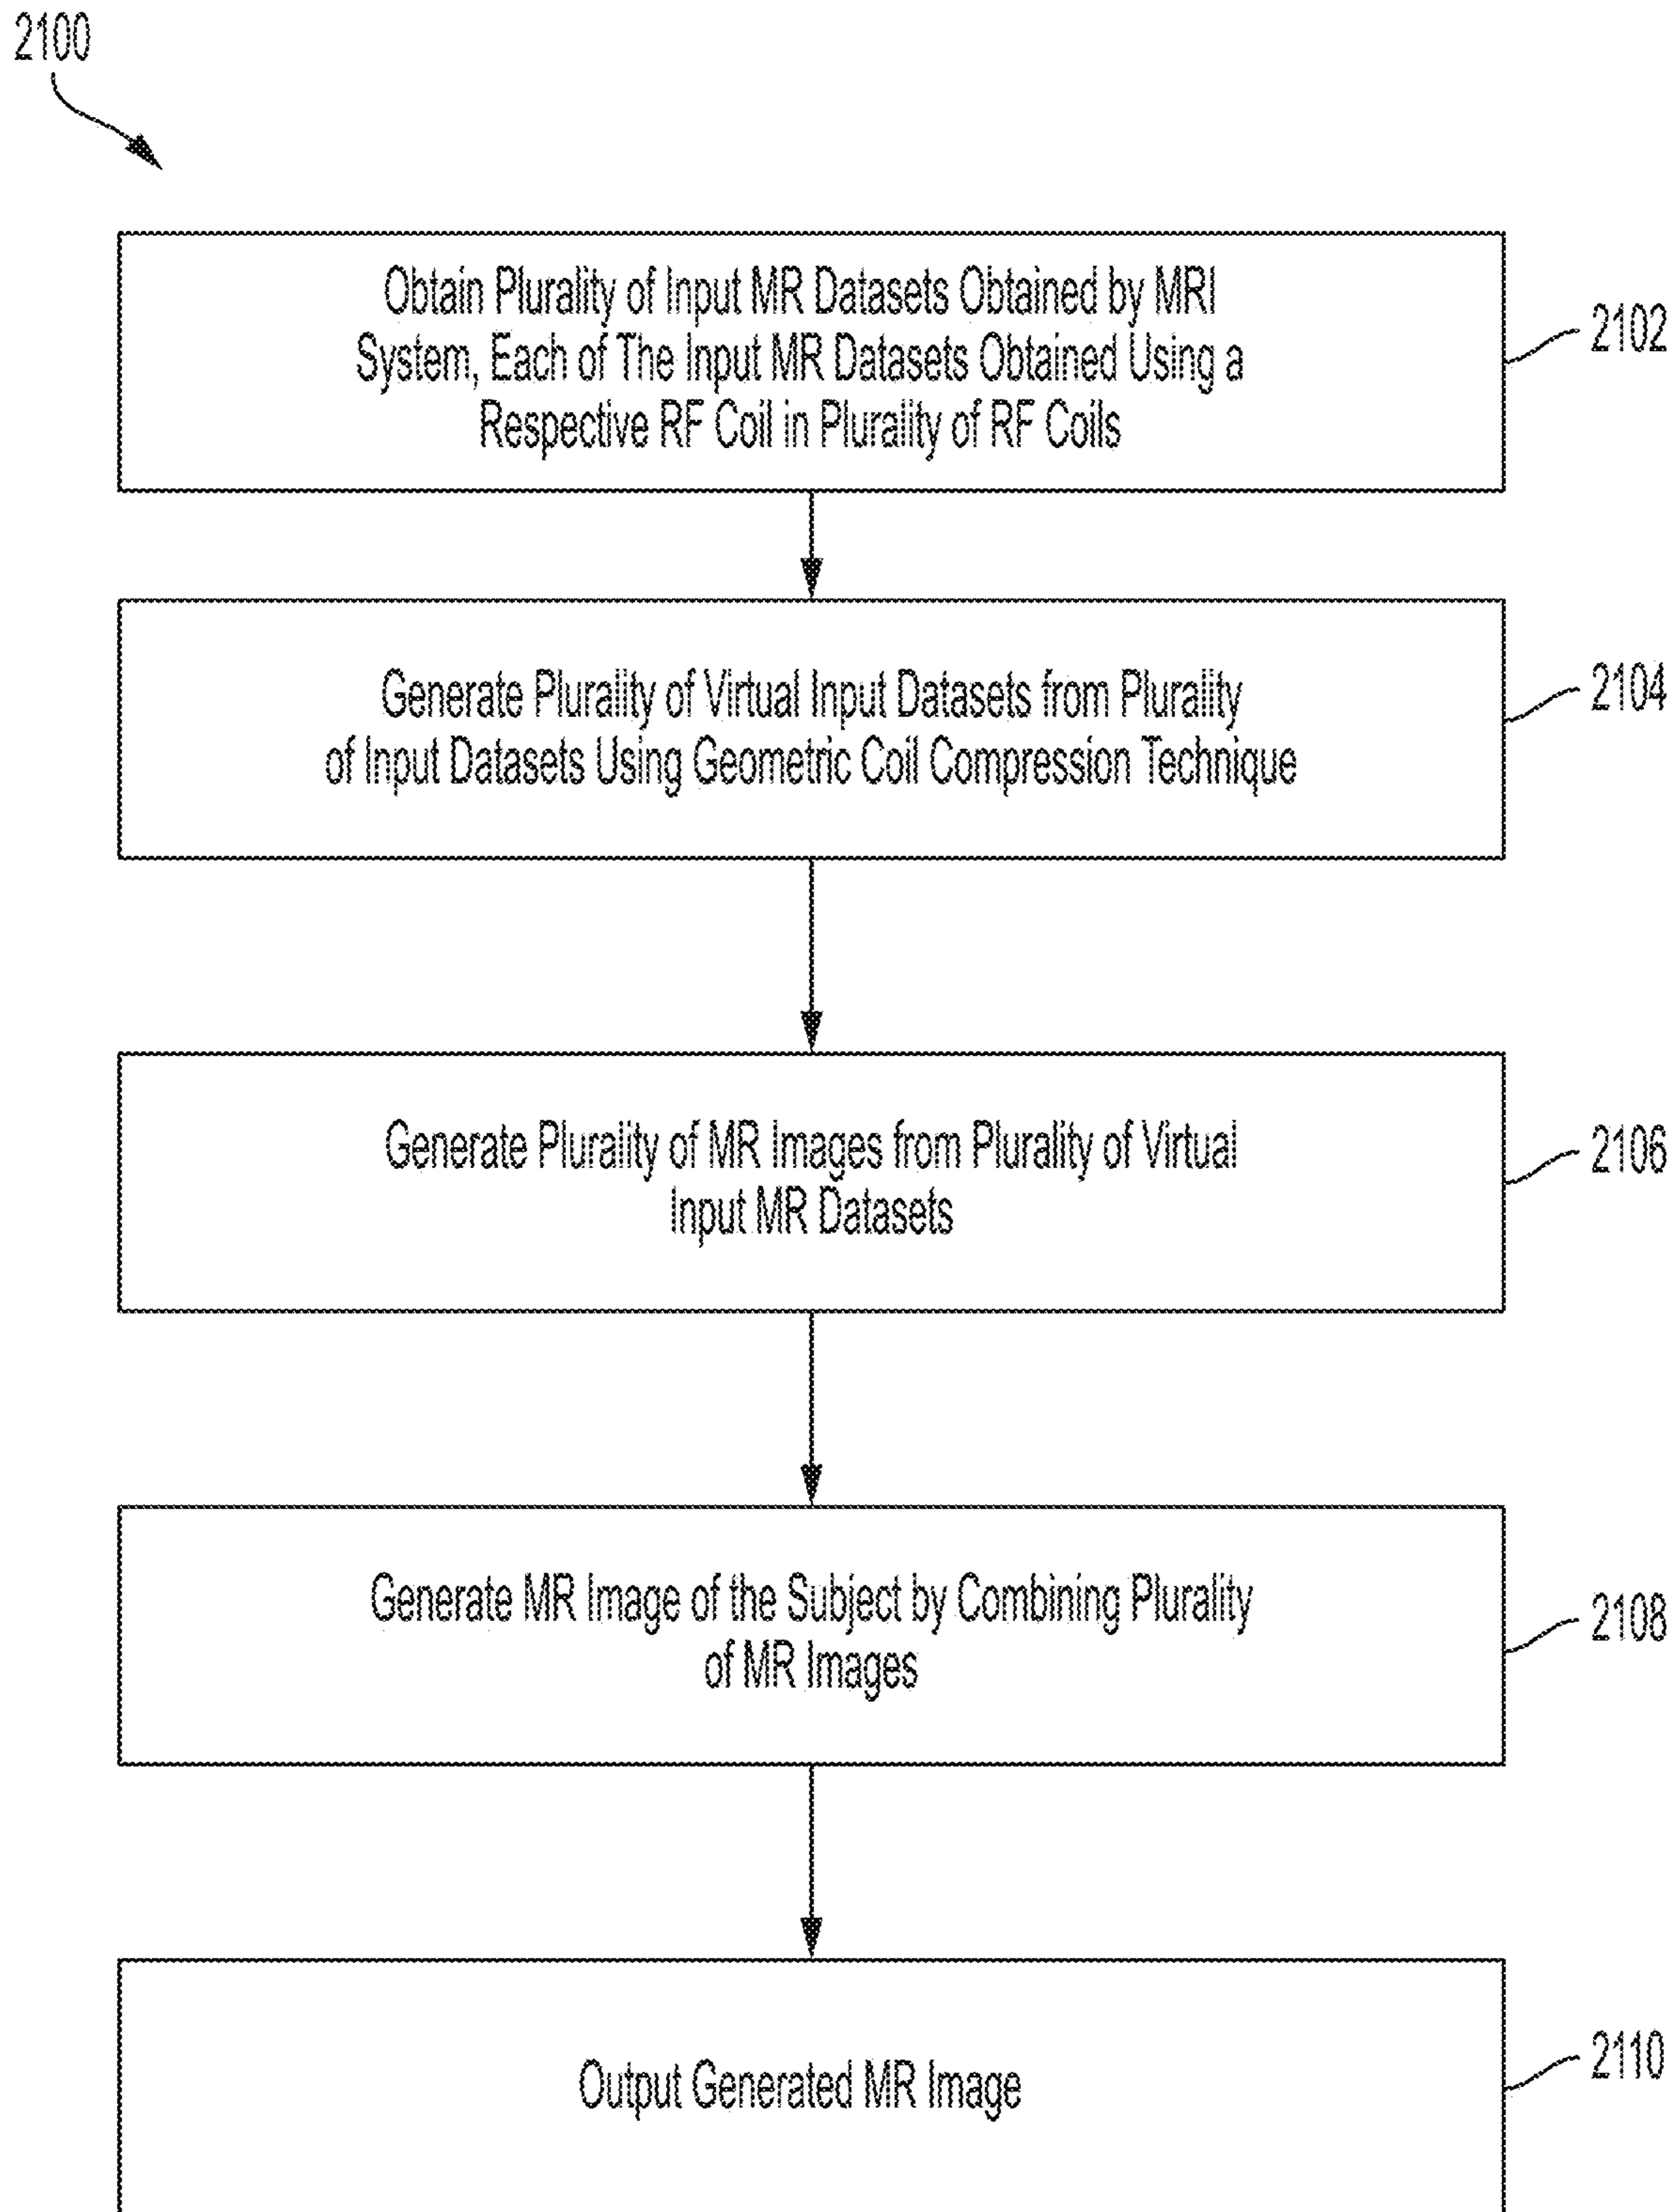 2100
Obtain Plurality of Input MR Datasets Obtained by MRI
System, Each of The Input MR Datasets Obtained Using a
Respective RF Coil in Plurality of RF Coils
2102
Generate Plurality of Virtual Input Datasets from Plurality
of Input Datasets Using Geometric Coil Compression Technique
2104
Generate Plurality of MR Images from Plurality of Virtual
Input MR Datasets
2106
Generate MR Image of the Subject by Combining Plurality
of MR Images
2108
Output Generated MR Image
2110